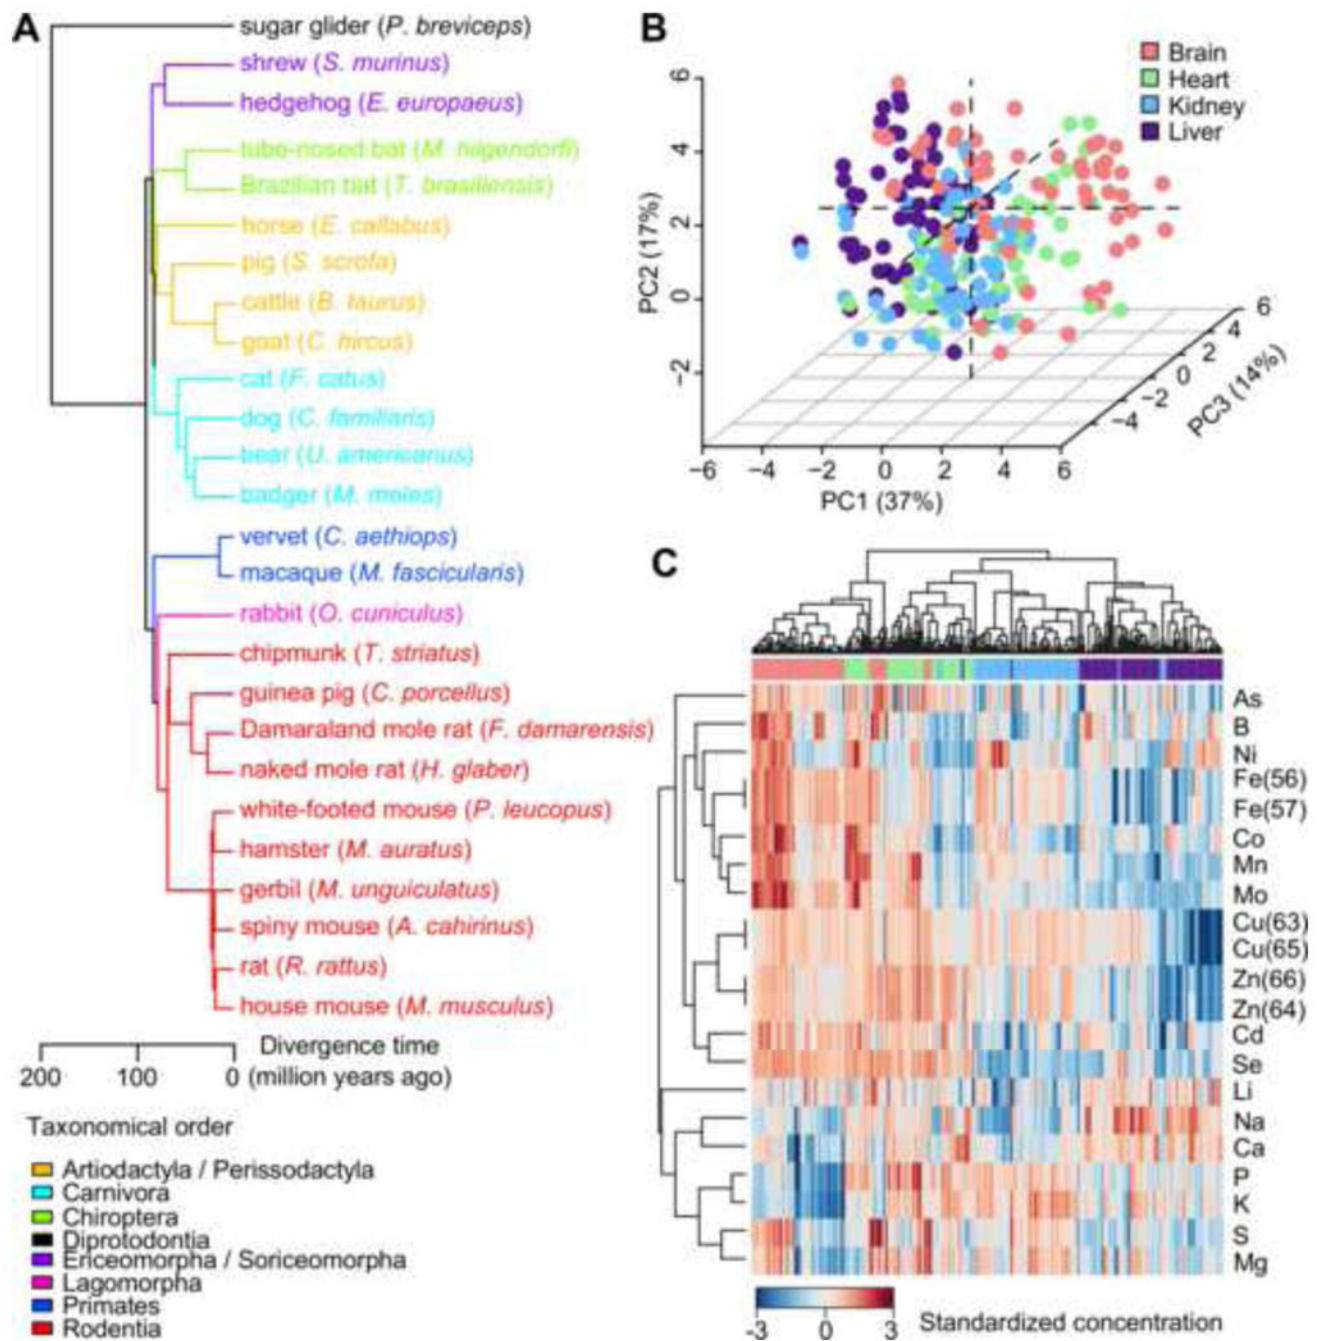 A
sugar glider (P. breviceps)
shrew (S. murinus)
hedgehog (E. europaeus)
tube-nosed bat (M. hilgendorfi)
Brazilian bat (T. brasiliensis)
horse (E. callabus)
pig (S. scrofa)
cattle (B. taurus)
goat (C. hircus)
cat (F. catus)
dog (C. familiaris)
bear (U. americanus)
badger (M. meles)
vervet (C. aethiops)
macaque (M. fascicularis)
rabbit (O. cuniculus)
chipmunk (T. striatus)
guinea pig (C. porcellus)
Damaraland mole rat (F. damarensis)
naked mole rat (H. glaber)
white-footed mouse (P. leucopus)
hamster (M. auratus)
gerbil (M. unguiculatus)
spiny mouse (A. cahirinus)
rat (R. rattus)
house mouse (M. musculus)
Divergence time
200 100 0 (million years ago)
Taxonomical order
Artiodactyla / Perissodactyla
Carnivora
Chiroptera
Diprotodontia
Ericeomorpha / Soriceomorpha
Lagomorpha
Primates
Rodentia
B
Brain
Heart
Kidney
Liver
PC2 (17%)
6
4
2
0
−2
−6 −4 −2 0 2 4 6
PC1 (37%)
−4 −2 0 2 4 6
PC3 (14%)
C
As
B
Ni
Fe(56)
Fe(57)
Co
Mn
Mo
Cu(63)
Cu(65)
Zn(66)
Zn(64)
Cd
Se
Li
Na
Ca
P
K
S
Mg
-3 0 3
Standardized concentration